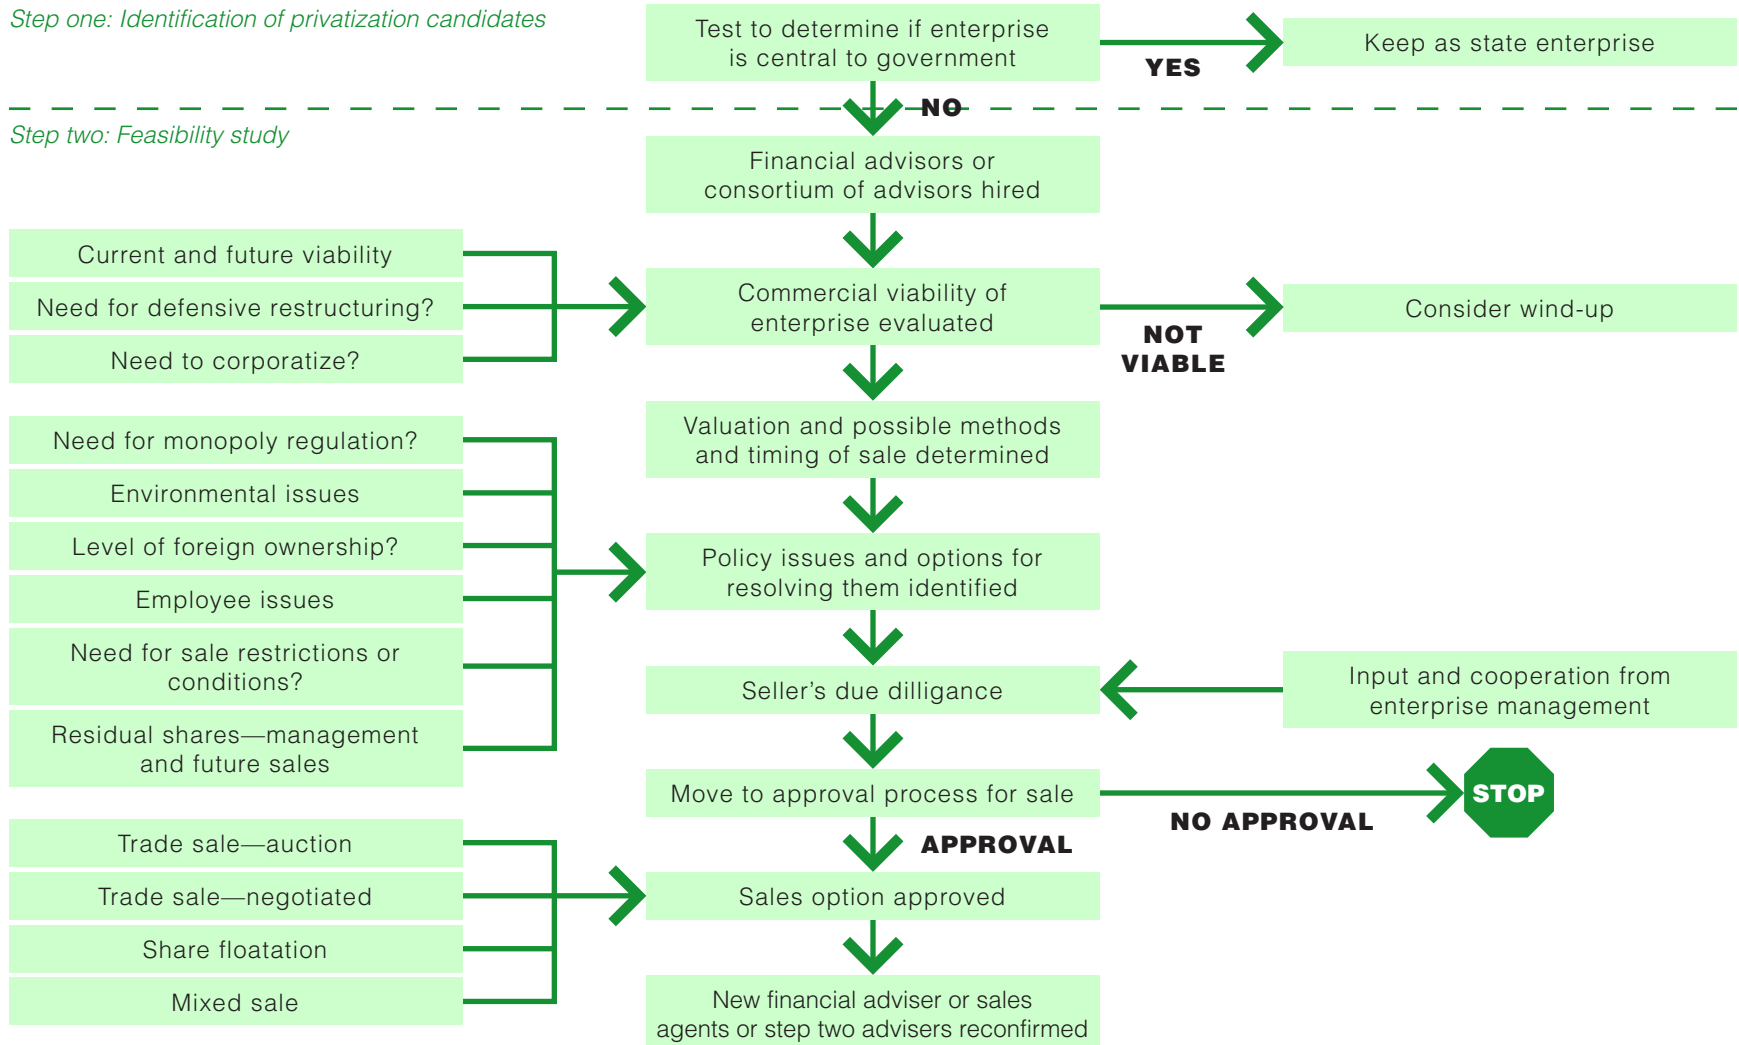 Step one: Identification of privatization candidates
Test to determine if enterprise
is central to government
YES
Keep as state enterprise
NO
Step two: Feasibility study
Financial advisors or
consortium of advisors hired
Current and future viability
Need for defensive restructuring?
Need to corporatize?
Commercial viability of
enterprise evaluated
NOT
VIABLE
Consider wind-up
Valuation and possible methods
and timing of sale determined
Need for monopoly regulation?
Environmental issues
Level of foreign ownership?
Employee issues
Need for sale restrictions or
conditions?
Residual shares—management
and future sales
Policy issues and options for
resolving them identified
Seller's due dilligance
Input and cooperation from
enterprise management
Move to approval process for sale
NO APPROVAL
STOP
APPROVAL
Trade sale—auction
Trade sale—negotiated
Share floatation
Mixed sale
Sales option approved
New financial adviser or sales
agents or step two advisers reconfirmed